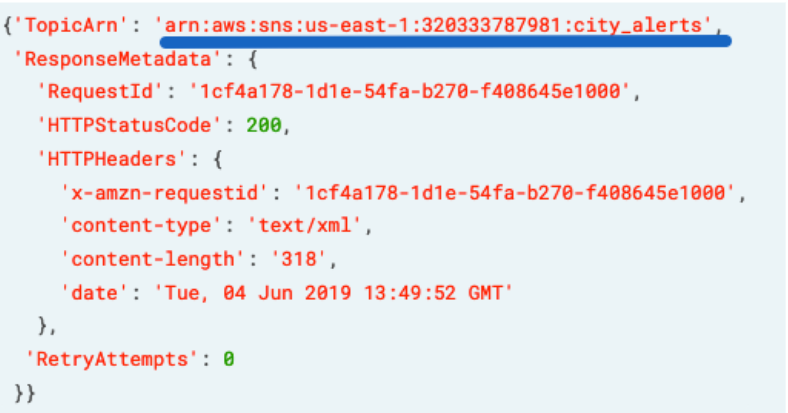 {'TopicArn': 'arn:aws:sns:us-east-1:320333787981:city_alerts',
'ResponseMetadata': {
'RequestId': '1cf4a178-1d1e-54fa-b270-f408645e1000',
'HTTPStatusCode': 200,
'HTTPHeaders': {
'x-amzn-requestid': '1cf4a178-1d1e-54fa-b270-f408645e1000',
'content-type': 'text/xml',
'content-length': '318',
'date': 'Tue, 04 Jun 2019 13:49:52 GMT'
},
'RetryAttempts': 0
}}